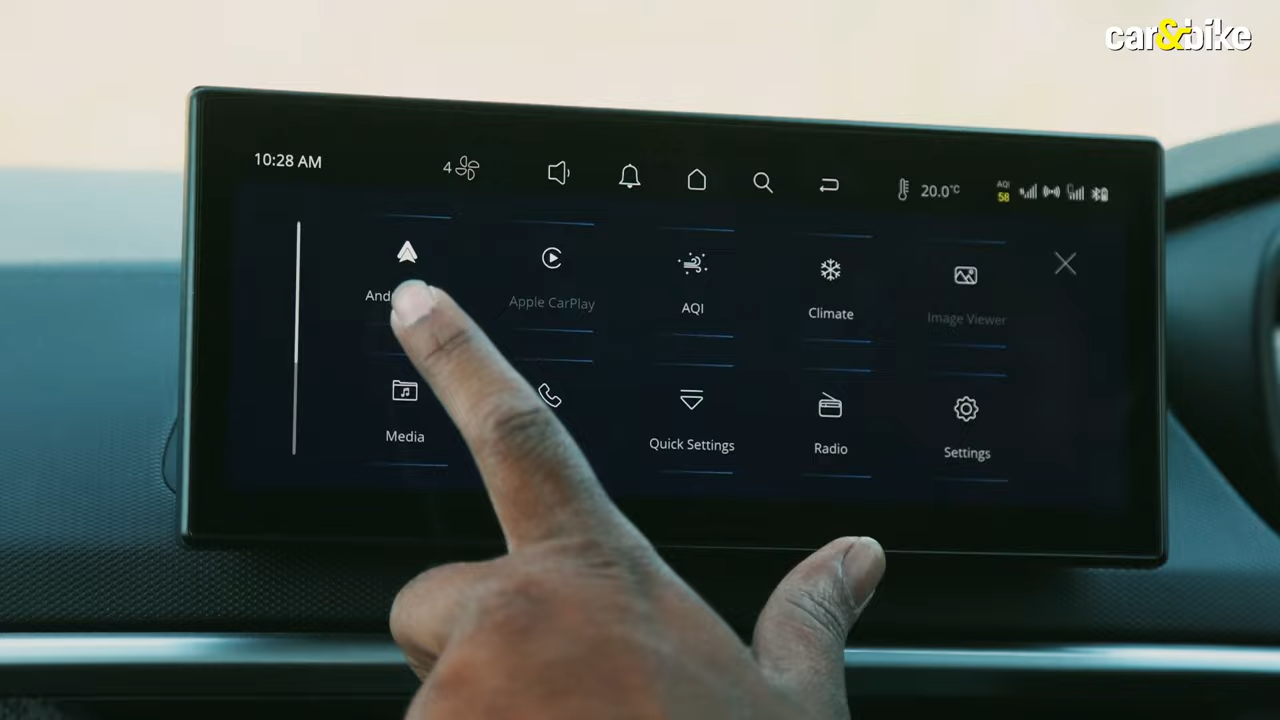 car&bike
10:28 AM
4
20.0°C
AQI
58
And
Apple CarPlay
AQI
Climate
Image Viewer
Media
Quick Settings
Radio
Settings